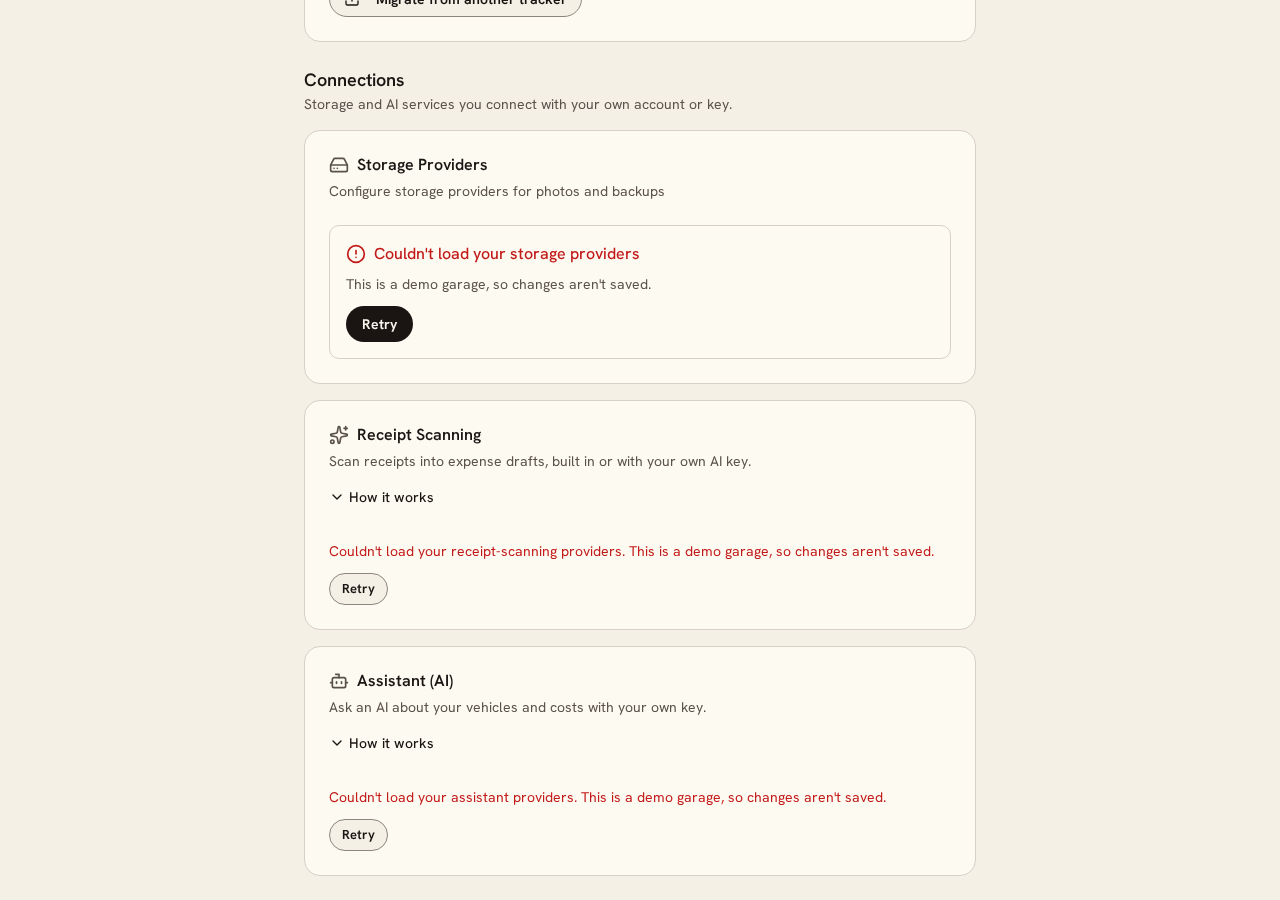 Migrate from another tracker
Connections
Storage and AI services you connect with your own account or key.
Storage Providers
Configure storage providers for photos and backups
Couldn't load your storage providers
This is a demo garage, so changes aren't saved.
Retry
Receipt Scanning
Scan receipts into expense drafts, built in or with your own AI key.
How it works
Couldn't load your receipt-scanning providers. This is a demo garage, so changes aren't saved.
Retry
Assistant (AI)
Ask an AI about your vehicles and costs with your own key.
How it works
Couldn't load your assistant providers. This is a demo garage, so changes aren't saved.
Retry